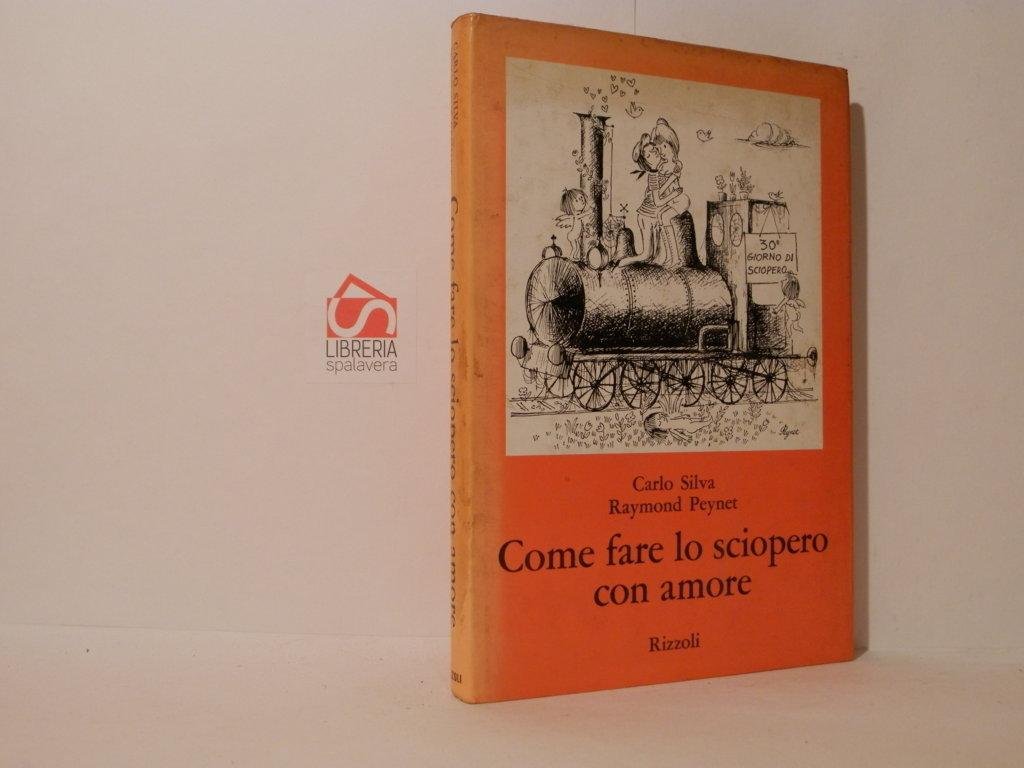 LIBRERIA
spalavera
CARLO SILVA
Come fare lo sciopero con amore
30°
GIORNO DI
SCIOPERO
Peynet
Carlo Silva
Raymond Peynet
Come fare lo sciopero
con amore
Rizzoli